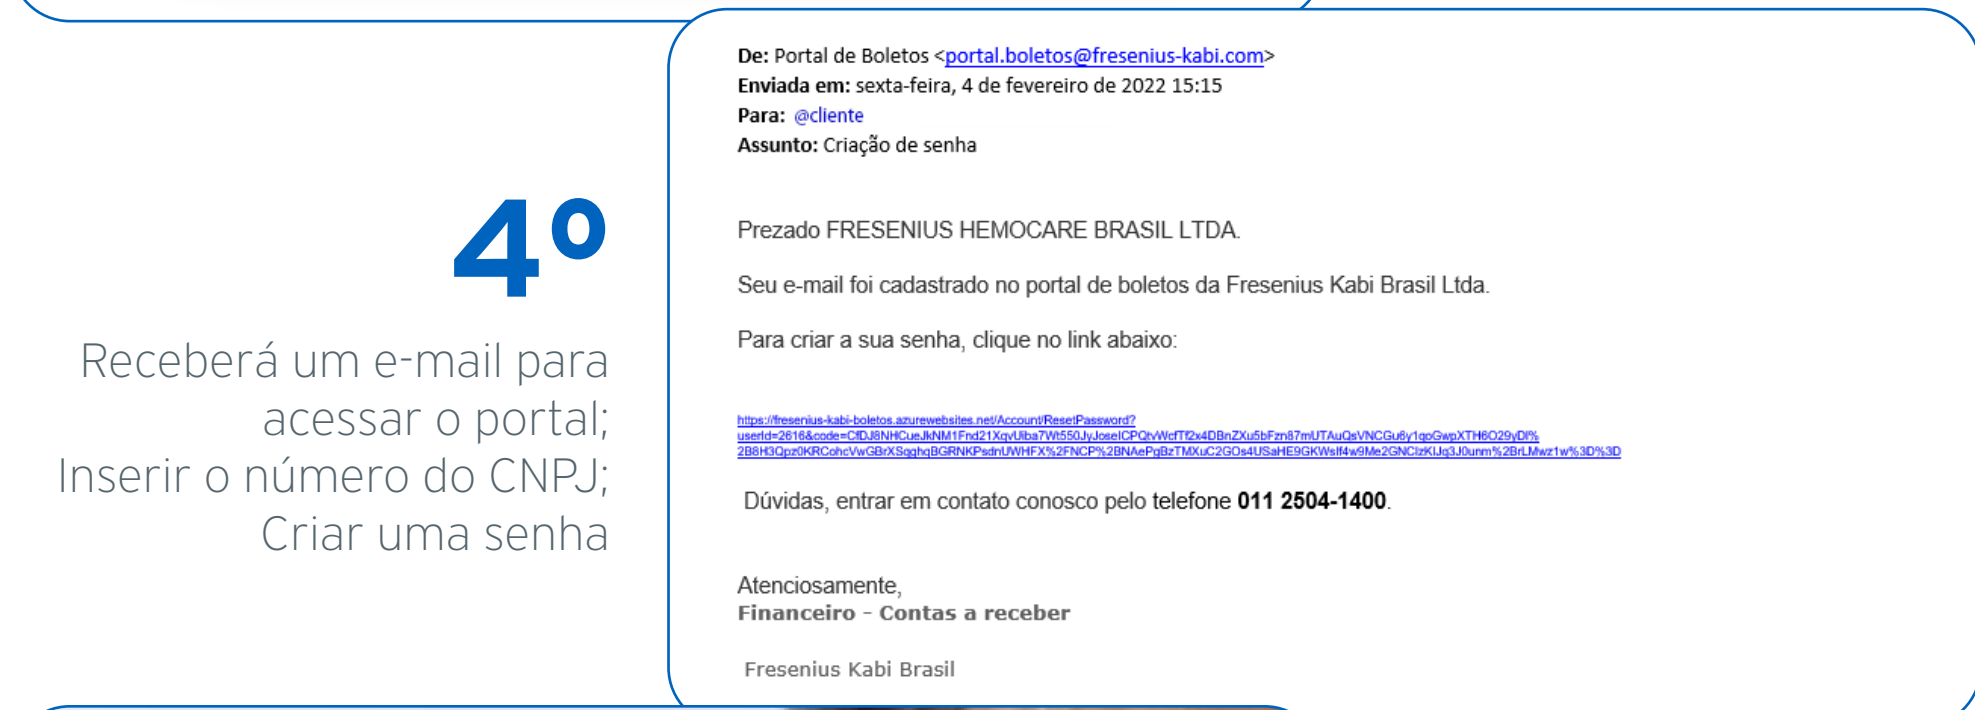 4º
Receberá um e-mail para
acessar o portal;
Inserir o número do CNPJ;
Criar uma senha
De: Portal de Boletos <portal.boletos@fresenius-kabi.com>
Enviada em: sexta-feira, 4 de fevereiro de 2022 15:15
Para: @cliente
Assunto: Criação de senha
Prezado FRESENIUS HEMOCARE BRASIL LTDA.
Seu e-mail foi cadastrado no portal de boletos da Fresenius Kabi Brasil Ltda.
Para criar a sua senha, clique no link abaixo:
https://fresenius-kabi-boletos.azurewebsites.net/Account/ResetPassword?
Dúvidas, entrar em contato conosco pelo telefone 011 2504-1400.
Atenciosamente,
Financeiro - Contas a receber
Fresenius Kabi Brasil